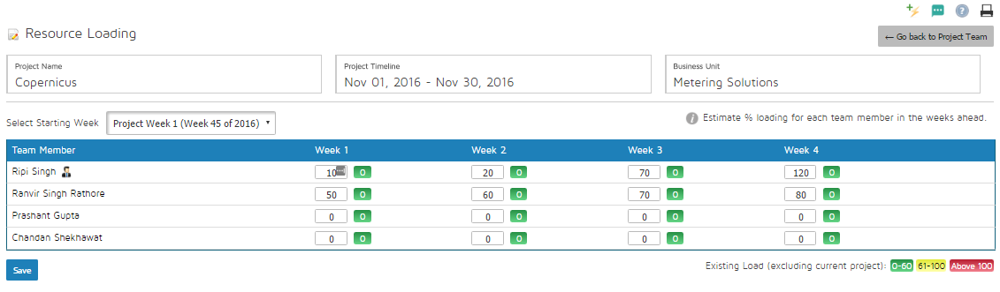 Resource Loading
← Go back to Project Team
Project Name
Copernicus
Project Timeline
Nov 01, 2016 - Nov 30, 2016
Business Unit
Metering Solutions
Select Starting Week Project Week 1 (Week 45 of 2016)
Estimate % loading for each team member in the weeks ahead.
Team Member Week 1 Week 2 Week 3 Week 4
Ripi Singh 10 0 20 0 70 0 120 0
Ranvir Singh Rathore 50 0 60 0 70 0 80 0
Prashant Gupta 0 0 0 0 0 0 0 0
Chandan Shekhawat 0 0 0 0 0 0 0 0
Save
Existing Load (excluding current project): 0-60 61-100 Above 100